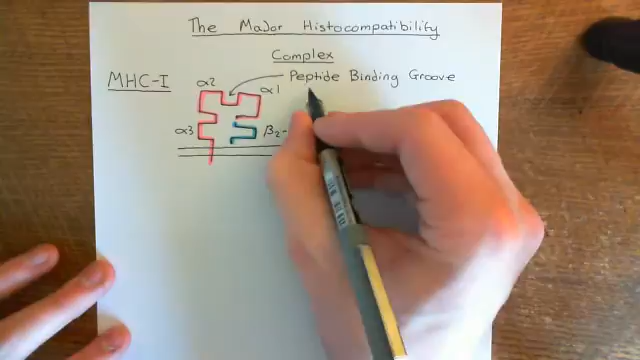 The Major Histocompatibility
Complex
MHC-I
α2
Peptide Binding Groove
α1
α3
β2-